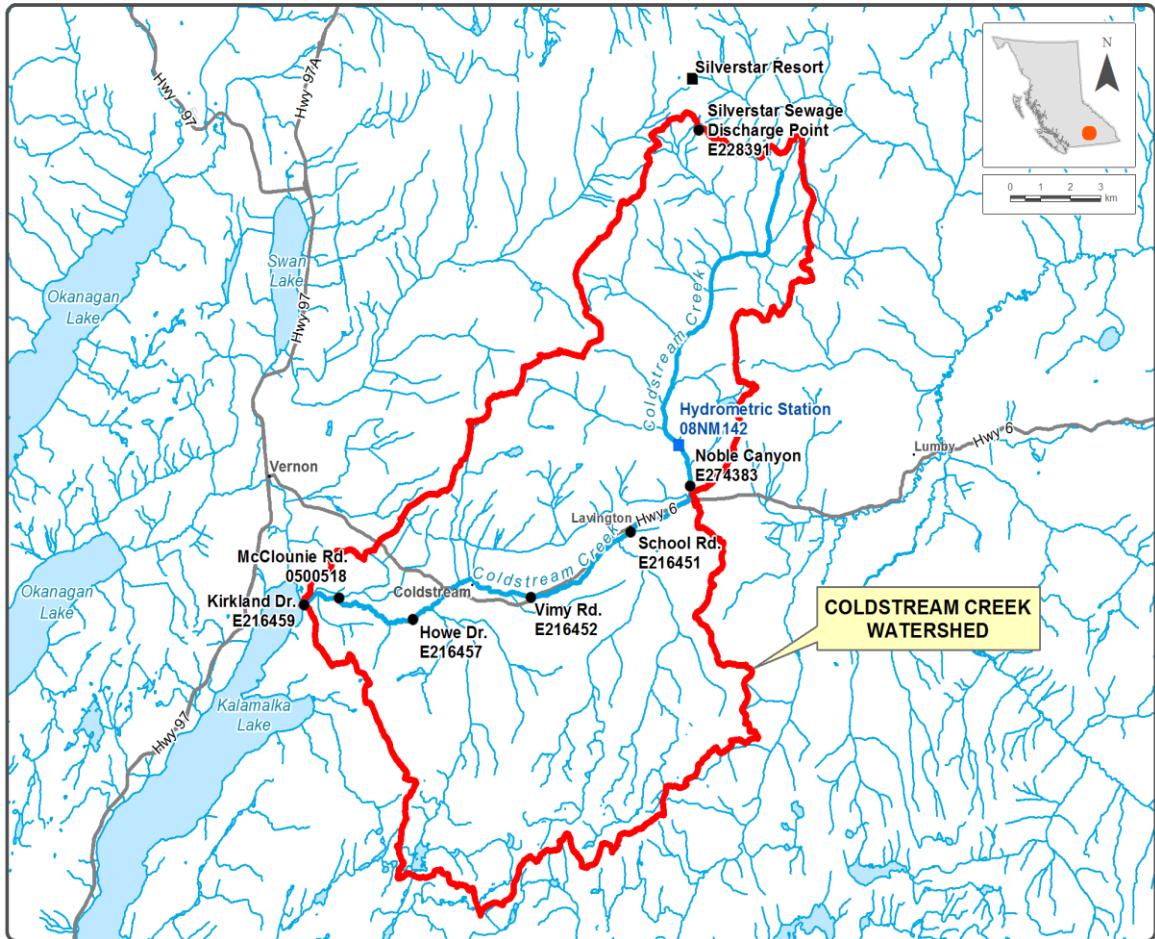 Hwy 97
Hwy 97A
Silverstar Resort
N
Silverstar Sewage
Discharge Point
E228391
0 1 2 3
km
Swan
Lake
Okanagan
Lake
Hwy 97
Coldstream Creek
Hydrometric Station
08NM142
Noble Canyon
E274383
Lumby
Hwy 6
Vernon
Lavington
Hwy 6
School Rd.
E216451
McClounie Rd.
0500518
Coldstream
Coldstream Creek
Okanagan
Lake
Kirkland Dr.
E216459
Vimy Rd.
E216452
Howe Dr.
E216457
COLDSTREAM CREEK
WATERSHED
Kalamalka
Lake
Hwy 97